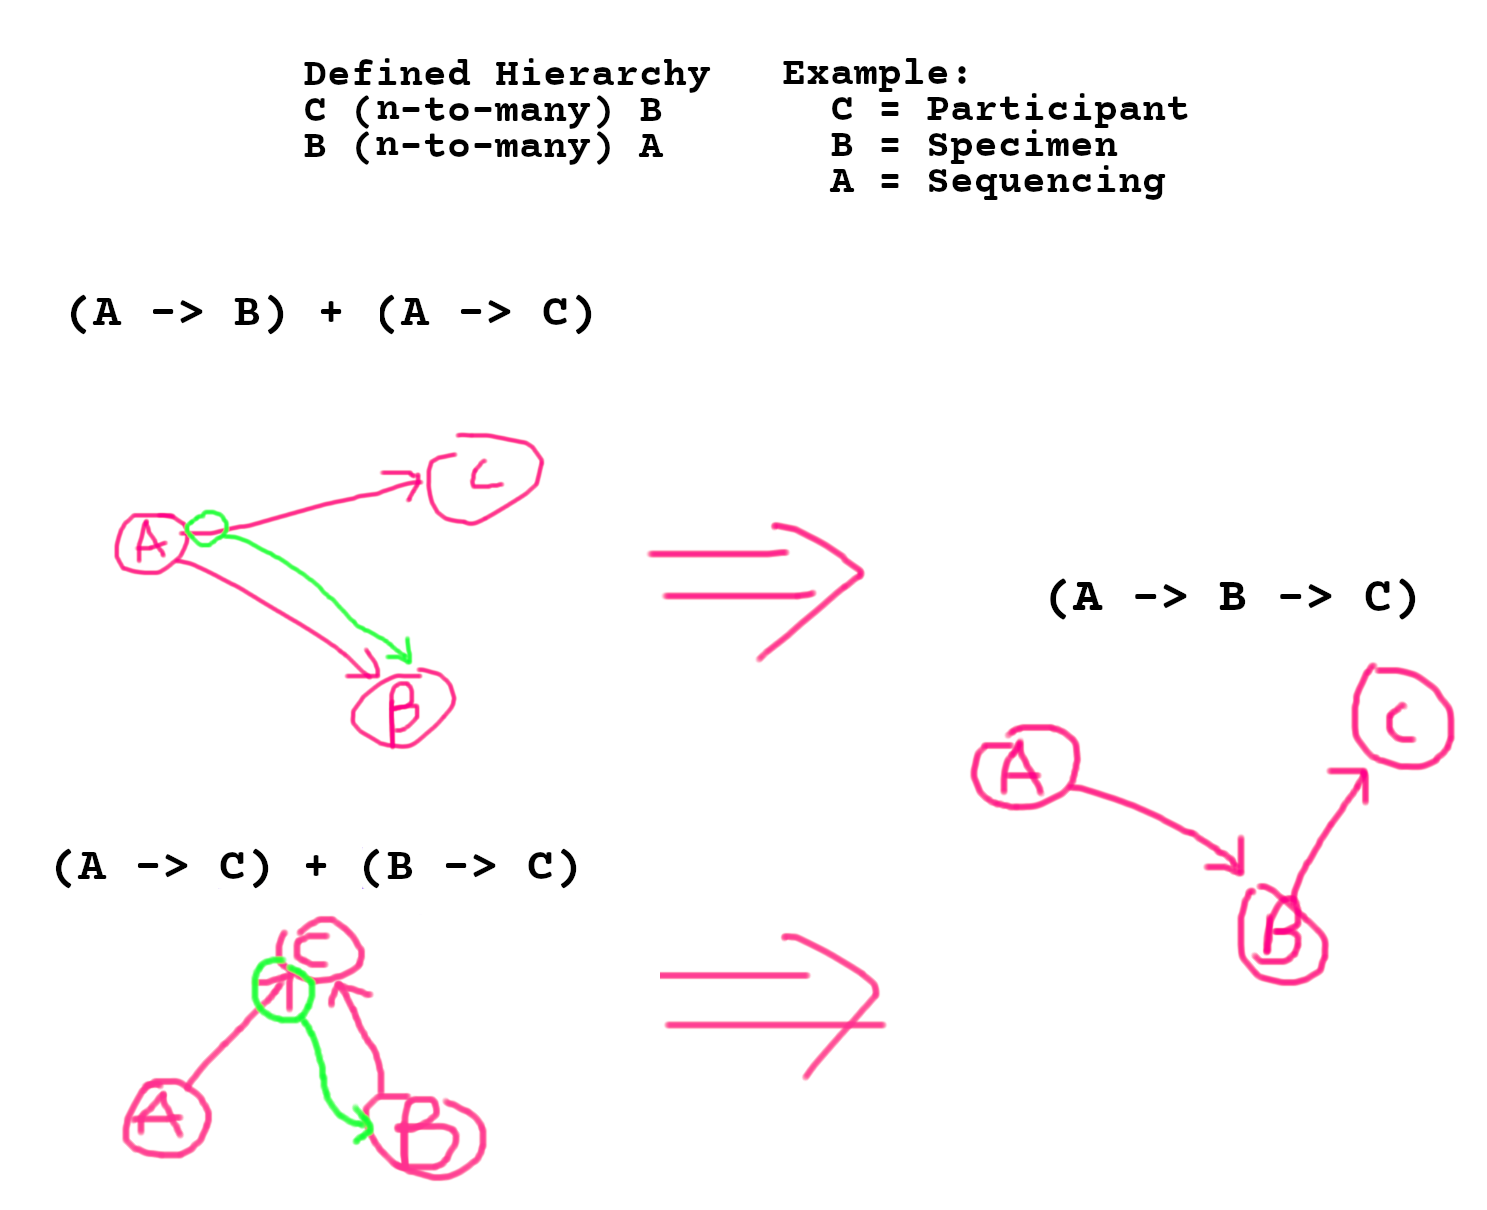 Defined Hierarchy
C (n-to-many) B
B (n-to-many) A
Example:
C = Participant
B = Specimen
A = Sequencing
(A -> B) + (A -> C)
C
A
B
(A -> B -> C)
C
A
B
(A -> C) + (B -> C)
C
A
B